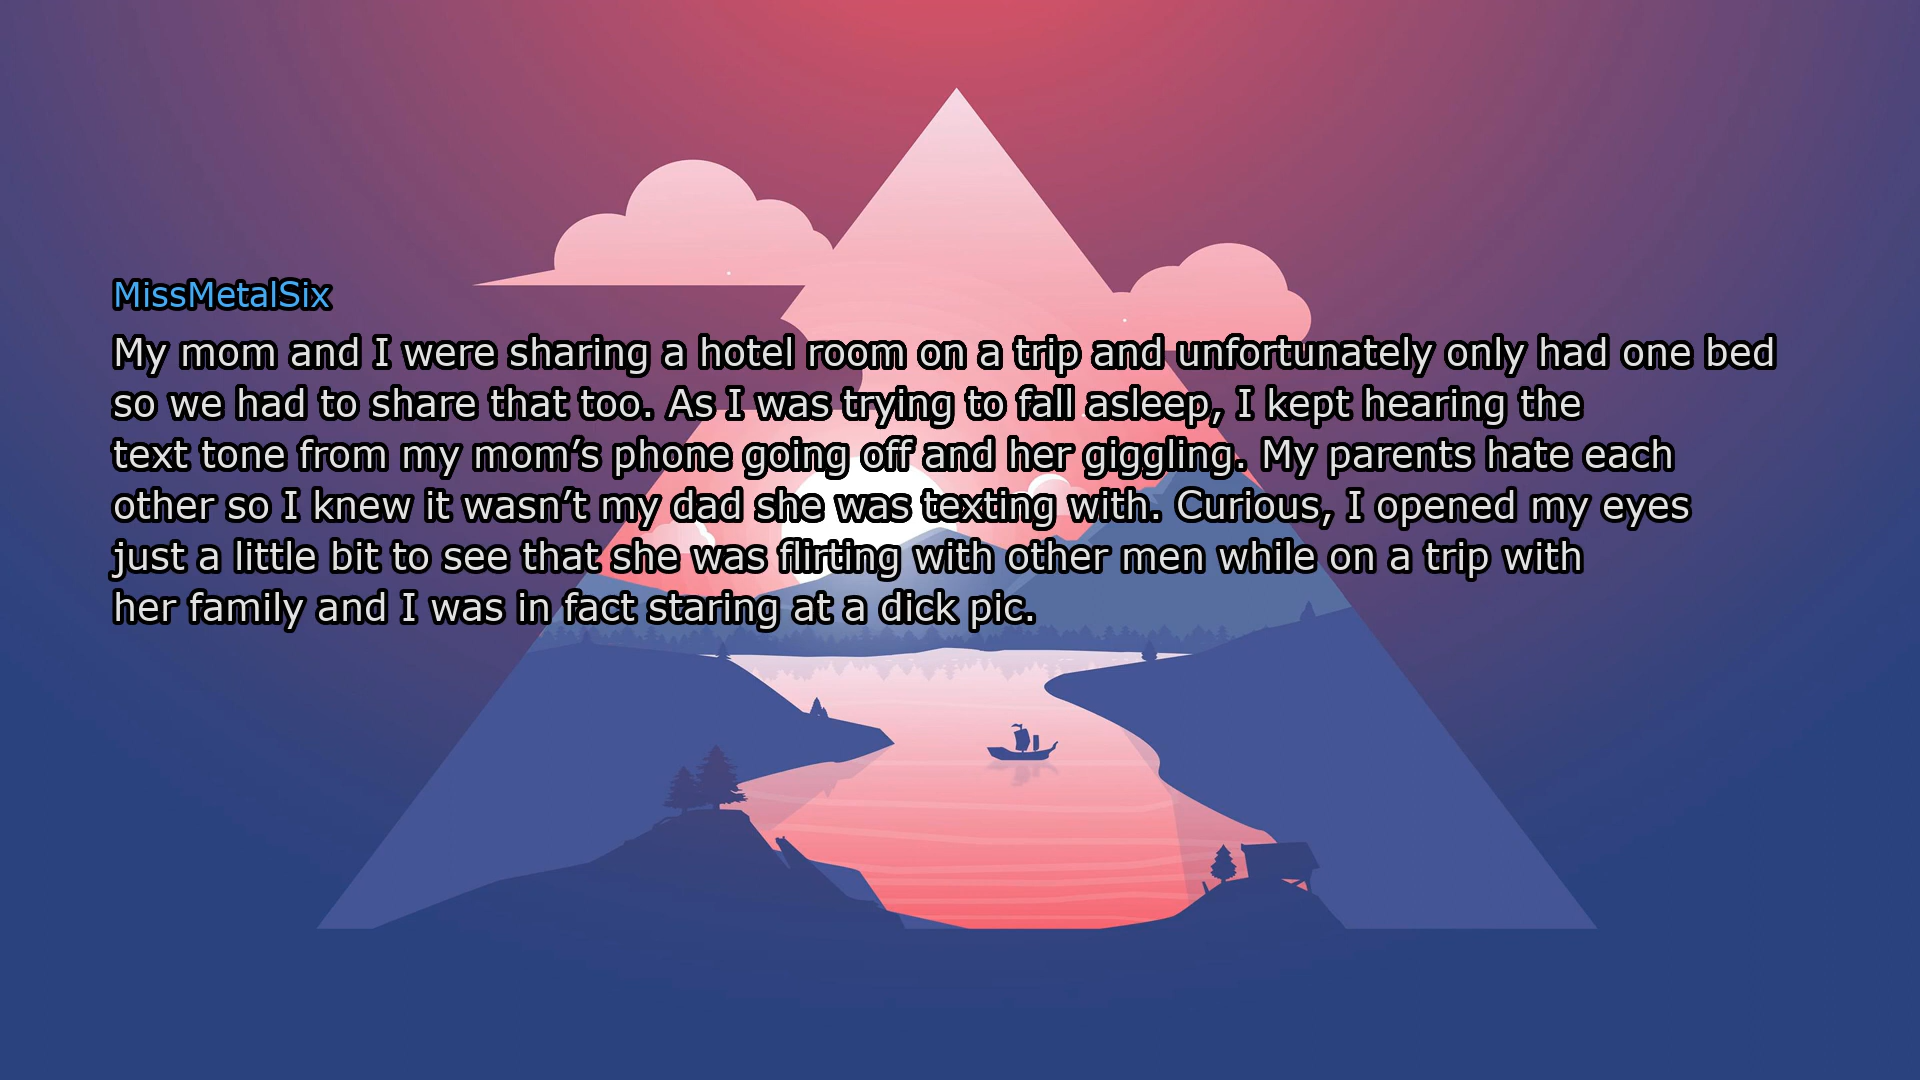 MissMetalSix
My mom and I were sharing a hotel room on a trip and unfortunately only had one bed
so we had to share that too. As I was trying to fall asleep, I kept hearing the
text tone from my mom’s phone going off and her giggling. My parents hate each
other so I knew it wasn’t my dad she was texting with. Curious, I opened my eyes
just a little bit to see that she was flirting with other men while on a trip with
her family and I was in fact staring at a dick pic.